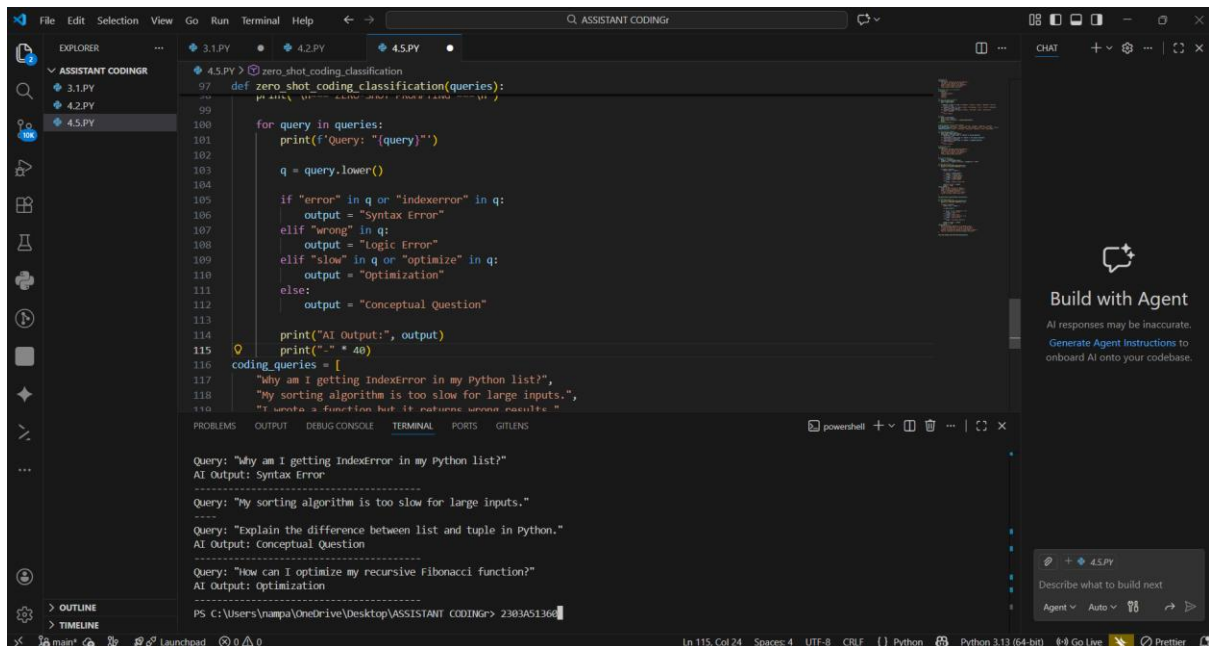 File Edit Selection View Go Run Terminal Help
ASSISTANT CODINGr
EXPLORER
ASSISTANT CODINGR
3.1.PY
4.2.PY
4.5.PY
3.1.PY
4.2.PY
4.5.PY
4.5.PY > zero_shot_coding_classification
97 def zero_shot_coding_classification(queries):
99
100 for query in queries:
101 print(f'Query: "{query}"')
102
103 q = query.lower()
104
105 if "error" in q or "indexerror" in q:
106 output = "Syntax Error"
107 elif "wrong" in q:
108 output = "Logic Error"
109 elif "slow" in q or "optimize" in q:
110 output = "Optimization"
111 else:
112 output = "Conceptual Question"
113
114 print("AI Output:", output)
115 print("-" * 40)
116 coding_queries = [
117 "Why am I getting IndexError in my Python list?",
118 "My sorting algorithm is too slow for large inputs.",
119 "I wrote a function but it returns wrong results."
PROBLEMS OUTPUT DEBUG CONSOLE TERMINAL PORTS GITLENS
powershell
Query: "Why am I getting IndexError in my Python list?"
AI Output: Syntax Error
----------------------------------------
Query: "My sorting algorithm is too slow for large inputs."
----
Query: "Explain the difference between list and tuple in Python."
AI Output: Conceptual Question
----------------------------------------
Query: "How can I optimize my recursive Fibonacci function?"
AI Output: Optimization
----------------------------------------
PS C:\Users\nampa\OneDrive\Desktop\ASSISTANT CODINGr> 2303A51360
CHAT
Build with Agent
AI responses may be inaccurate.
Generate Agent Instructions to
onboard AI onto your codebase.
4.5.PY
Describe what to build next
Agent Auto
2
10K
OUTLINE
TIMELINE
main* Launchpad 0 0 Ln 115, Col 24 Spaces: 4 UTF-8 CRLF {} Python Python 3.13 (64-bit) Go Live Prettier